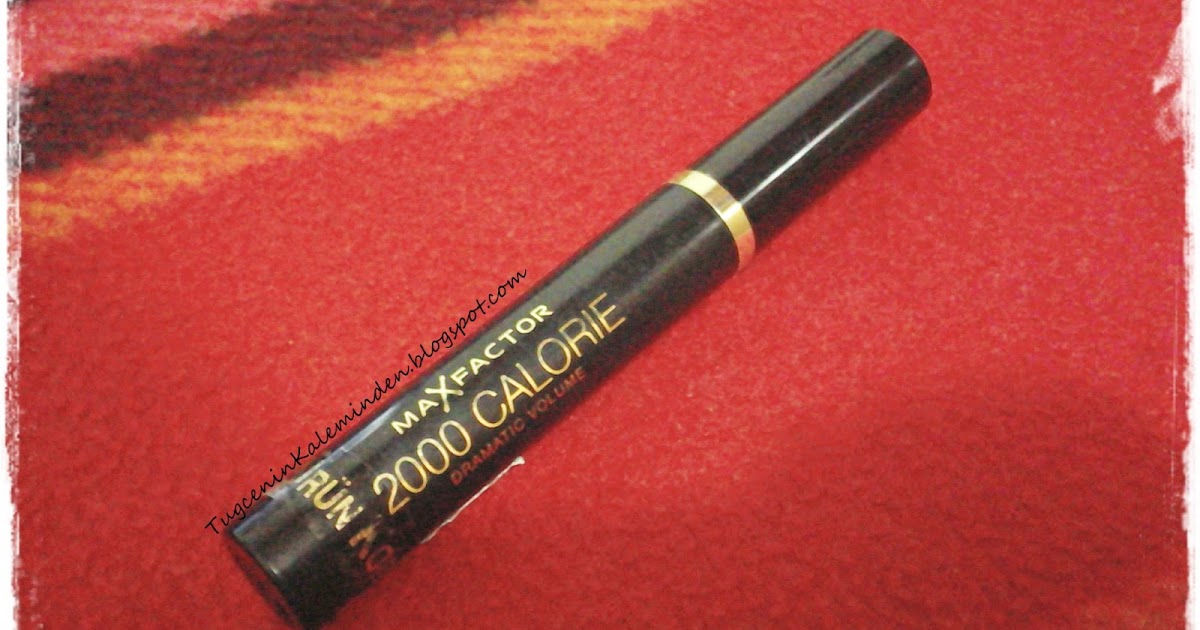 TugceninKaleminden.blogspot.com
MAXFACTOR
2000 CALORIE
DRAMATIC VOLUME